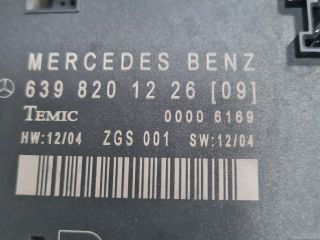 MERCEDES BENZ
639 820 12 26 [09]
TEMIC 0000 6169
HW:12/04 ZGS 001 SW:12/04